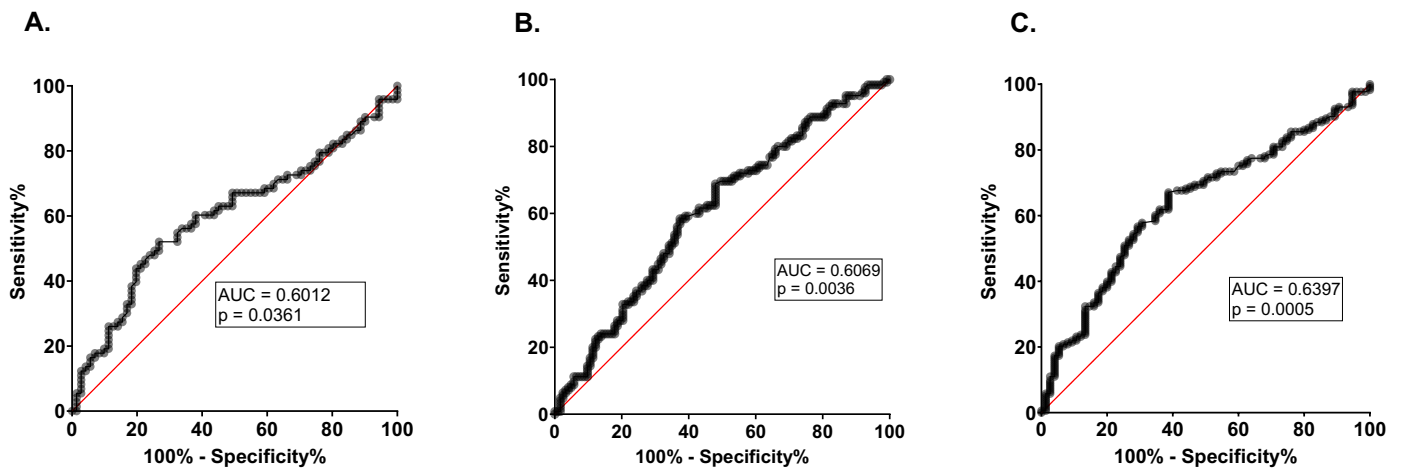 A.
B.
C.
Sensitivity%
100
80
60
40
20
0
0 20 40 60 80 100
100% - Specificity%
AUC = 0.6012
p = 0.0361
Sensitivity%
100
80
60
40
20
0
0 20 40 60 80 100
100% - Specificity%
AUC = 0.6069
p = 0.0036
Sensitivity%
100
80
60
40
20
0
0 20 40 60 80 100
100% - Specificity%
AUC = 0.6397
p = 0.0005